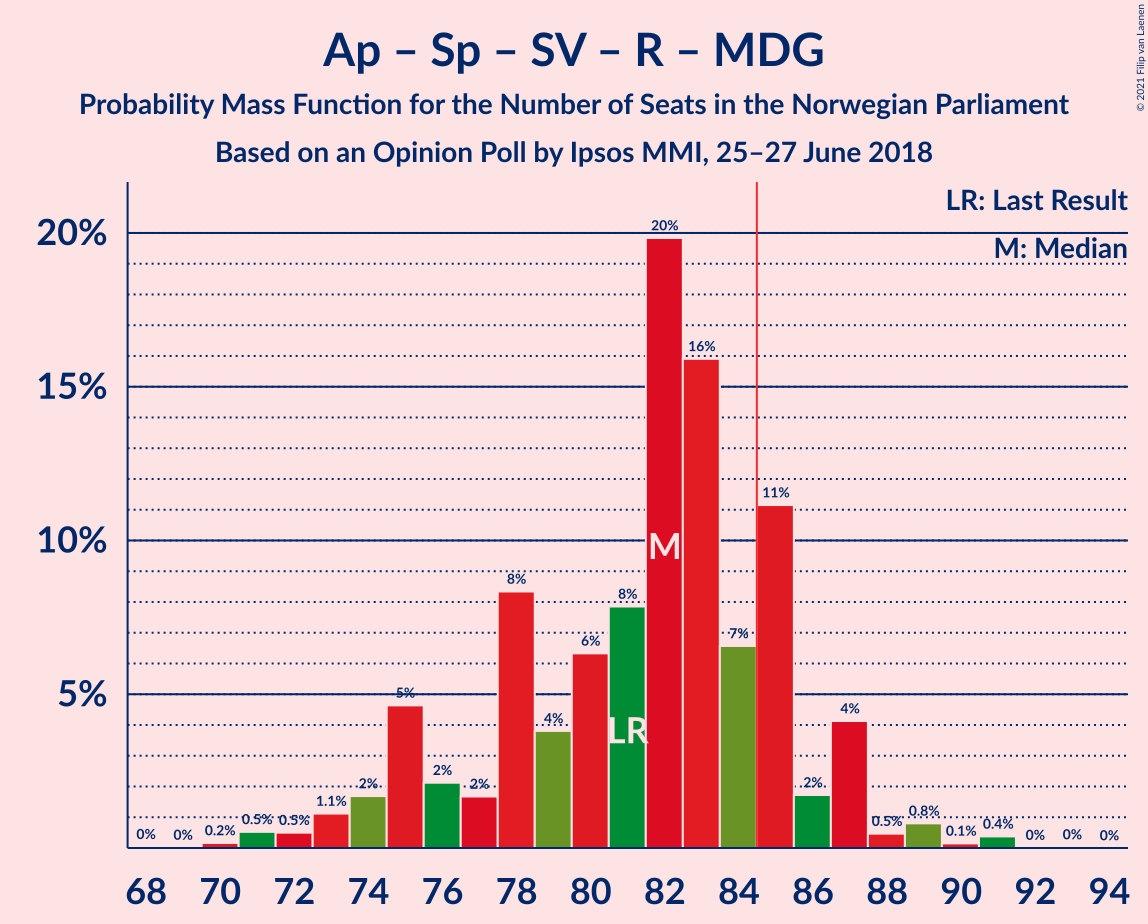 Ap – Sp – SV – R – MDG
Probability Mass Function for the Number of Seats in the Norwegian Parliament
Based on an Opinion Poll by Ipsos MMI, 25–27 June 2018
© 2021 Filip van Laenen
LR: Last Result
M: Median
20%
15%
10%
5%
0% 0% 0.2% 0.5% 0.5% 1.1% 2% 5% 2% 2% 8% 4% 6% 8% 20% 16% 7% 11% 2% 4% 0.5% 0.8% 0.1% 0.4% 0% 0% 0%
M
LR
68 70 72 74 76 78 80 82 84 86 88 90 92 94